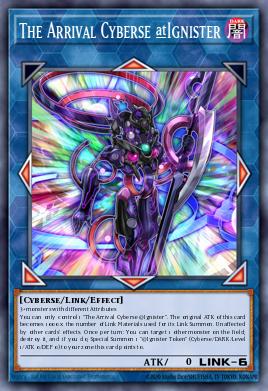 The Arrival Cyberse @Ignister
DARK
闇
[Cyberse/Link/Effect]
3+ monsters with different Attributes
You can only control 1 "The Arrival Cyberse @Ignister". The original ATK of this card
becomes 1000 x the number of Link Materials used for its Link Summon. Unaffected
by other cards' effects. Once per turn: You can target 1 other monster on the field;
destroy it, and if you do, Special Summon 1 "@Ignister Token" (Cyberse/DARK/Level
1/ATK 0/DEF 0) to your zone this card points to.
ATK/ 0 LINK-6